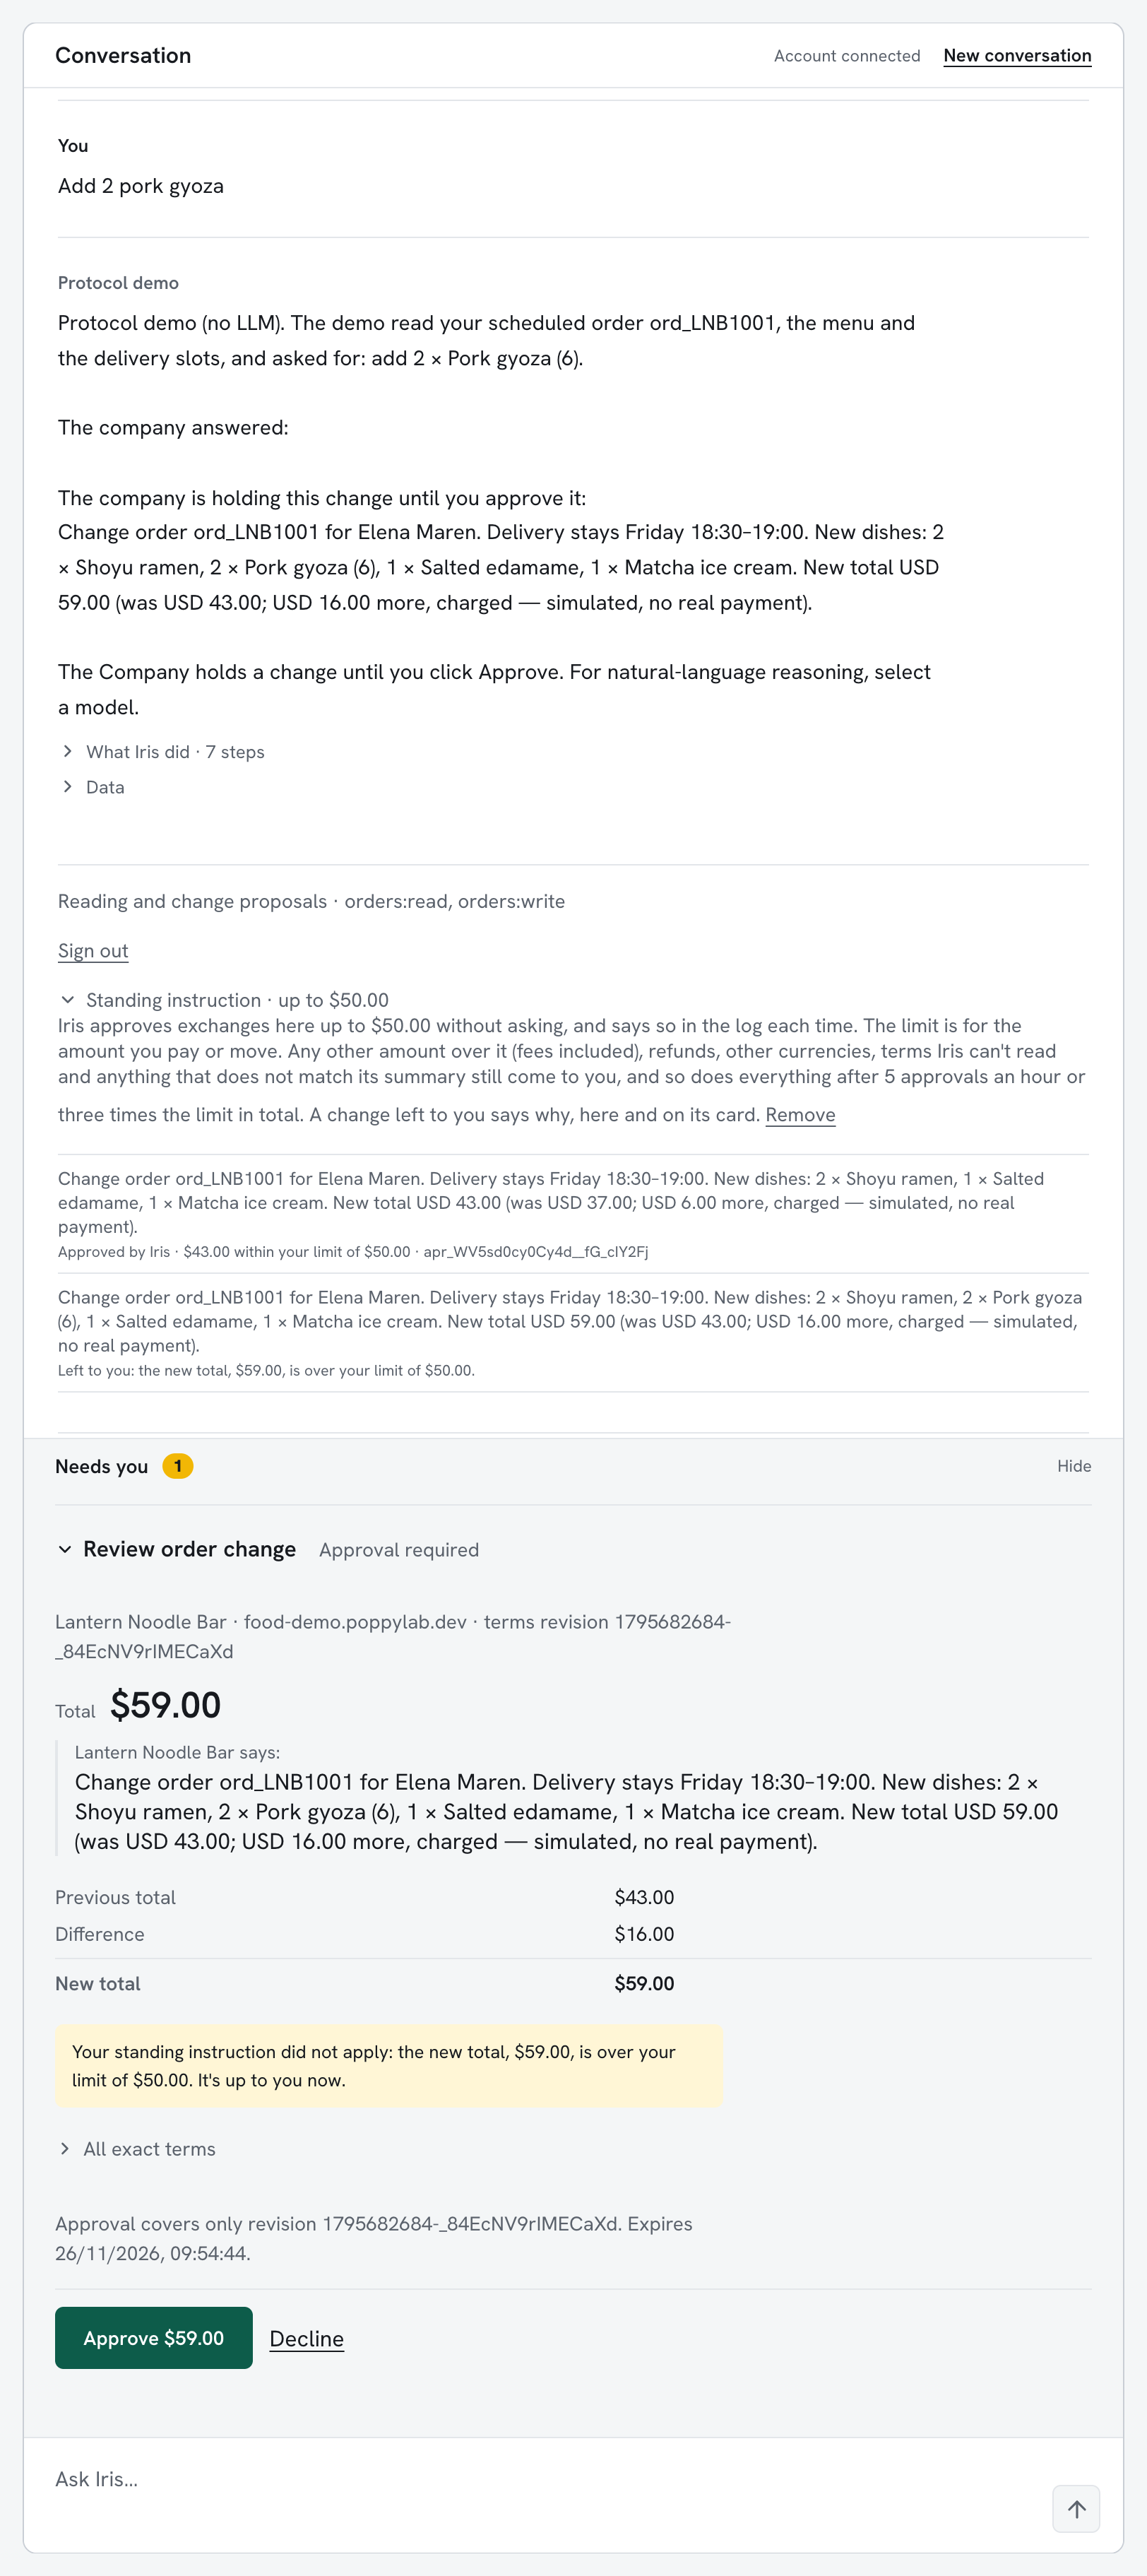 Conversation
Account connected
New conversation
You
Add 2 pork gyoza
Protocol demo
Protocol demo (no LLM). The demo read your scheduled order ord_LNB1001, the menu and
the delivery slots, and asked for: add 2 × Pork gyoza (6).
The company answered:
The company is holding this change until you approve it:
Change order ord_LNB1001 for Elena Maren. Delivery stays Friday 18:30–19:00. New dishes: 2
× Shoyu ramen, 2 × Pork gyoza (6), 1 × Salted edamame, 1 × Matcha ice cream. New total USD
59.00 (was USD 43.00; USD 16.00 more, charged — simulated, no real payment).
The Company holds a change until you click Approve. For natural-language reasoning, select
a model.
What Iris did · 7 steps
Data
Reading and change proposals · orders:read, orders:write
Sign out
Standing instruction · up to $50.00
Iris approves exchanges here up to $50.00 without asking, and says so in the log each time. The limit is for the
amount you pay or move. Any other amount over it (fees included), refunds, other currencies, terms Iris can't read
and anything that does not match its summary still come to you, and so does everything after 5 approvals an hour or
three times the limit in total. A change left to you says why, here and on its card. Remove
Change order ord_LNB1001 for Elena Maren. Delivery stays Friday 18:30–19:00. New dishes: 2 × Shoyu ramen, 1 × Salted
edamame, 1 × Matcha ice cream. New total USD 43.00 (was USD 37.00; USD 6.00 more, charged — simulated, no real
payment).
Approved by Iris · $43.00 within your limit of $50.00 · apr_WV5sd0cy0Cy4d__fG_clY2Fj
Change order ord_LNB1001 for Elena Maren. Delivery stays Friday 18:30–19:00. New dishes: 2 × Shoyu ramen, 2 × Pork gyoza
(6), 1 × Salted edamame, 1 × Matcha ice cream. New total USD 59.00 (was USD 43.00; USD 16.00 more, charged — simulated,
no real payment).
Left to you: the new total, $59.00, is over your limit of $50.00.
Needs you 1
Hide
Review order change
Approval required
Lantern Noodle Bar · food-demo.poppylab.dev · terms revision 1795682684-
_84EcNV9rIMECaXd
Total $59.00
Lantern Noodle Bar says:
Change order ord_LNB1001 for Elena Maren. Delivery stays Friday 18:30–19:00. New dishes: 2 ×
Shoyu ramen, 2 × Pork gyoza (6), 1 × Salted edamame, 1 × Matcha ice cream. New total USD 59.00
(was USD 43.00; USD 16.00 more, charged — simulated, no real payment).
Previous total $43.00
Difference $16.00
New total $59.00
Your standing instruction did not apply: the new total, $59.00, is over your
limit of $50.00. It's up to you now.
All exact terms
Approval covers only revision 1795682684-_84EcNV9rIMECaXd. Expires
26/11/2026, 09:54:44.
Approve $59.00
Decline
Ask Iris...